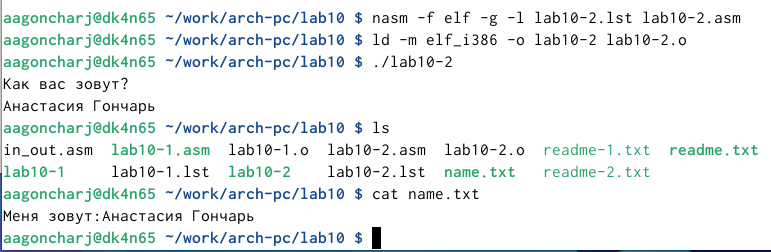 aagoncharj@dk4n65 ~/work/arch-pc/lab10 $ nasm -f elf -g -l lab10-2.lst lab10-2.asm
aagoncharj@dk4n65 ~/work/arch-pc/lab10 $ ld -m elf_i386 -o lab10-2 lab10-2.o
aagoncharj@dk4n65 ~/work/arch-pc/lab10 $ ./lab10-2
Как вас зовут?
Анастасия Гончарь
aagoncharj@dk4n65 ~/work/arch-pc/lab10 $ ls
in_out.asm lab10-1.asm lab10-1.o lab10-2.asm lab10-2.o readme-1.txt readme.txt
lab10-1 lab10-1.lst lab10-2 lab10-2.lst name.txt readme-2.txt
aagoncharj@dk4n65 ~/work/arch-pc/lab10 $ cat name.txt
Меня зовут:Анастасия Гончарь
aagoncharj@dk4n65 ~/work/arch-pc/lab10 $